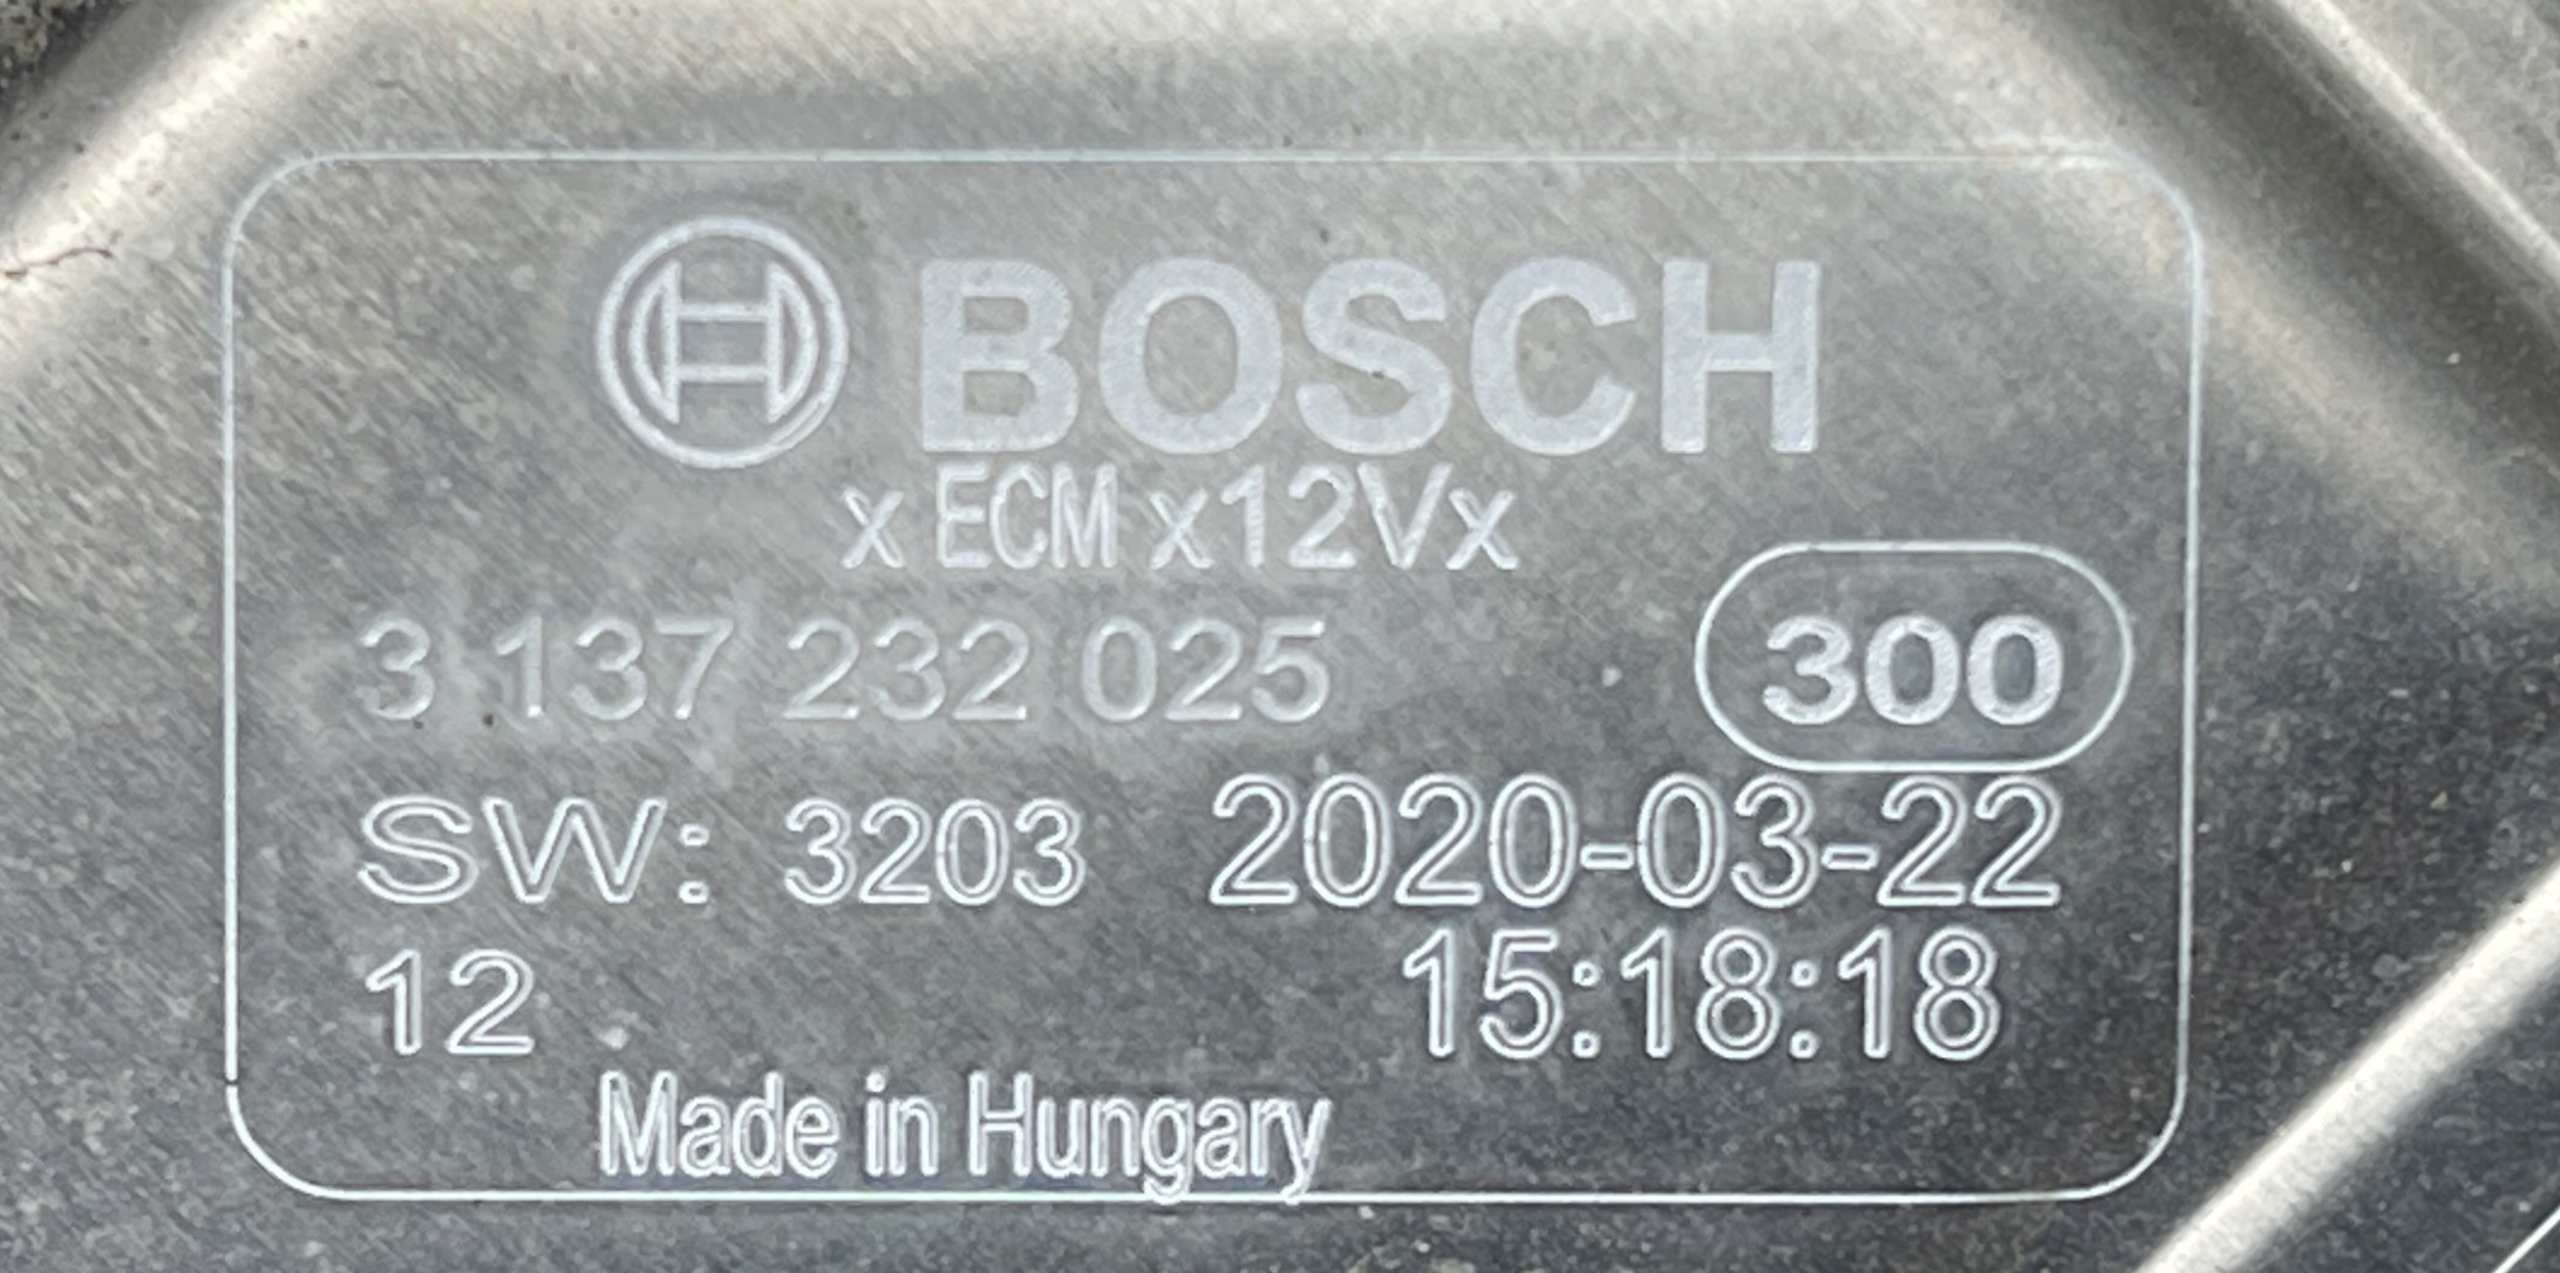 BOSCH
x ECM x12Vx
3 137 232 025
300
SW: 3203 2020-03-22
12 15:18:18
Made in Hungary